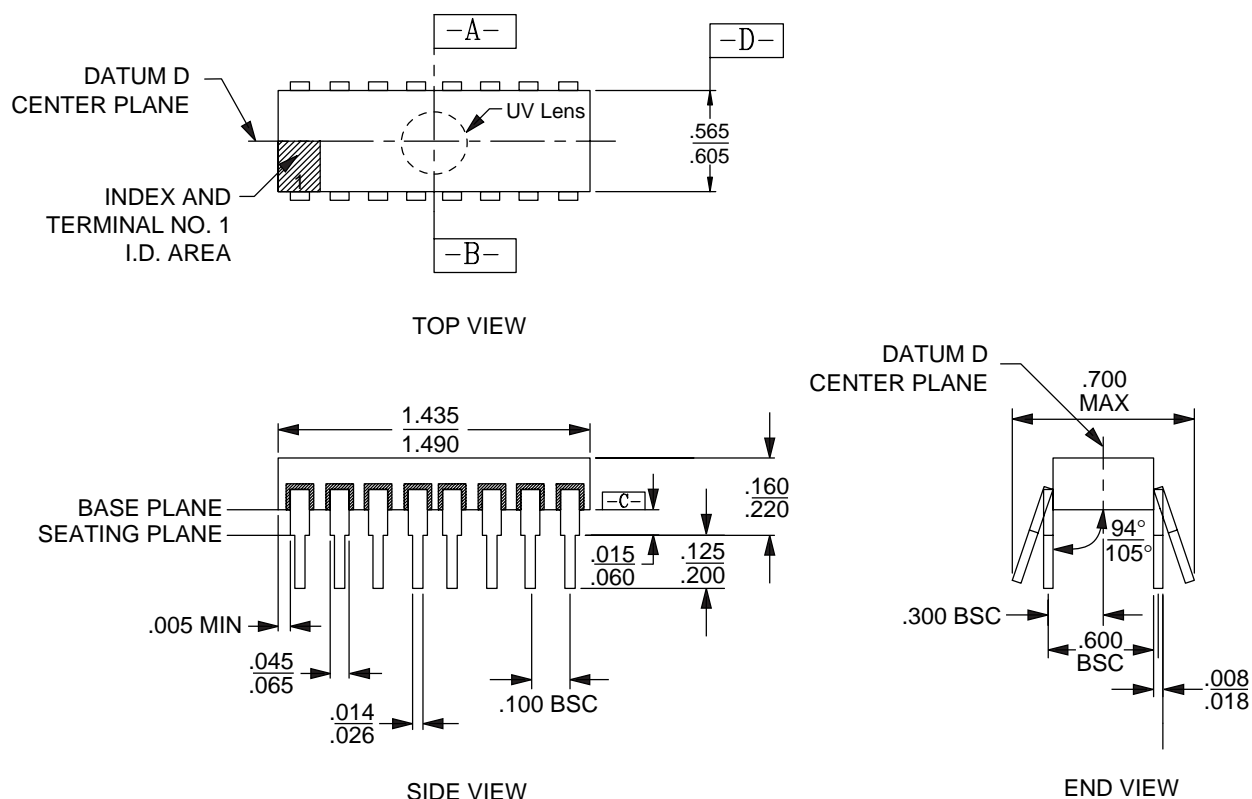 -A-
-D-
DATUM D
CENTER PLANE
UV Lens
.565
.605
1
INDEX AND
TERMINAL NO. 1
I.D. AREA
-B-
TOP VIEW
DATUM D
CENTER PLANE
.700
MAX
1.435
1.490
BASE PLANE
SEATING PLANE
-C-
.160
.220
.015
.060
.125
.200
94°
105°
.005 MIN
.300 BSC
.600
BSC
.045
.065
.100 BSC
.008
.018
.014
.026
SIDE VIEW
END VIEW